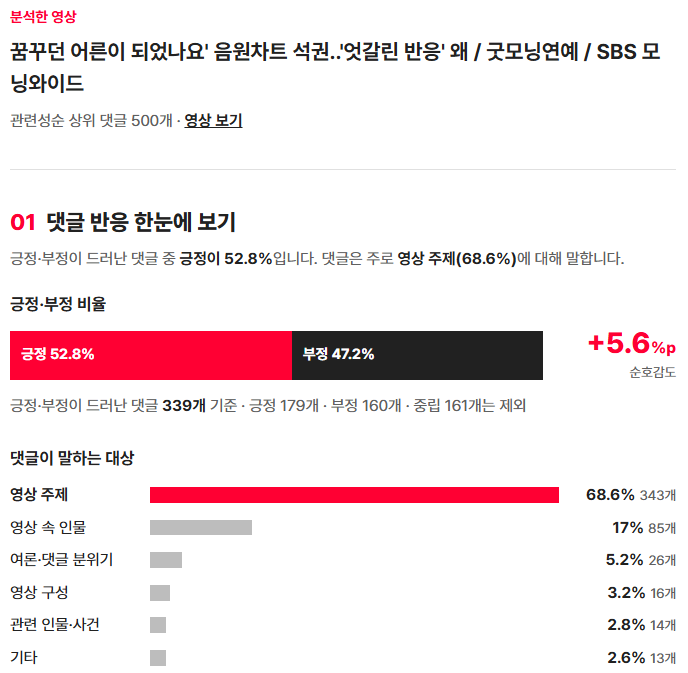 분석한 영상
꿈꾸던 어른이 되었나요' 음원차트 석권..'엇갈린 반응' 왜 / 굿모닝연예 / SBS 모
닝와이드
관련성순 상위 댓글 500개 · 영상 보기
01 댓글 반응 한눈에 보기
긍정·부정이 드러난 댓글 중 긍정이 52.8%입니다. 댓글은 주로 영상 주제(68.6%)에 대해 말합니다.
긍정·부정 비율
긍정 52.8% 부정 47.2%
+5.6%p
순호감도
긍정·부정이 드러난 댓글 339개 기준 · 긍정 179개 · 부정 160개 · 중립 161개는 제외
댓글이 말하는 대상
영상 주제 68.6% 343개
영상 속 인물 17% 85개
여론·댓글 분위기 5.2% 26개
영상 구성 3.2% 16개
관련 인물·사건 2.8% 14개
기타 2.6% 13개